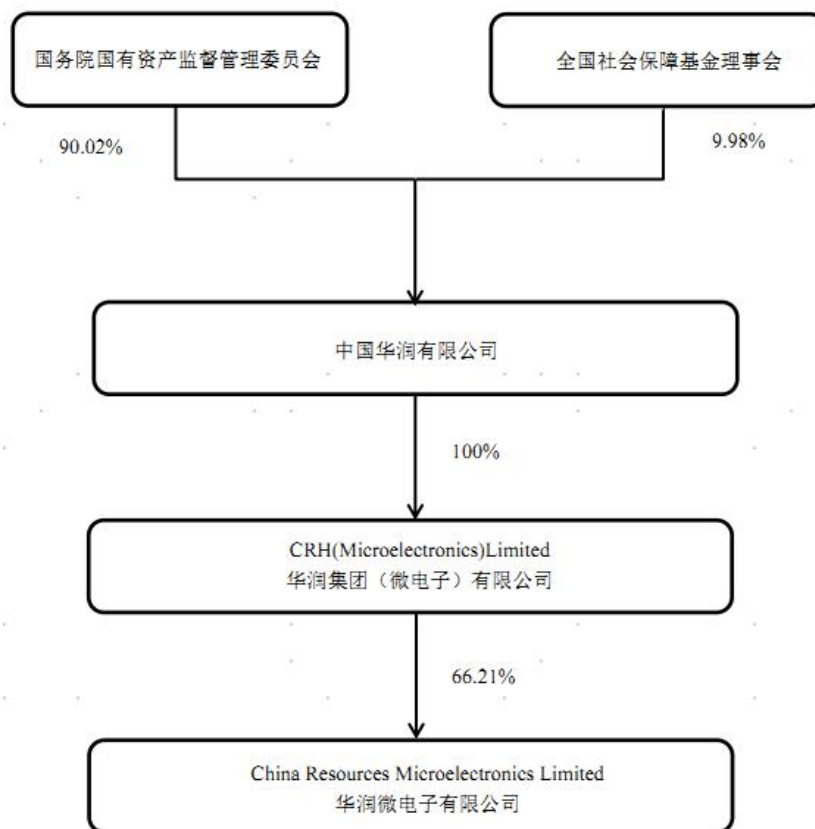 国务院国有资产监督管理委员会
全国社会保障基金理事会
90.02%
9.98%
中国华润有限公司
100%
CRH(Microelectronics)Limited
华润集团（微电子）有限公司
66.21%
China Resources Microelectronics Limited
华润微电子有限公司